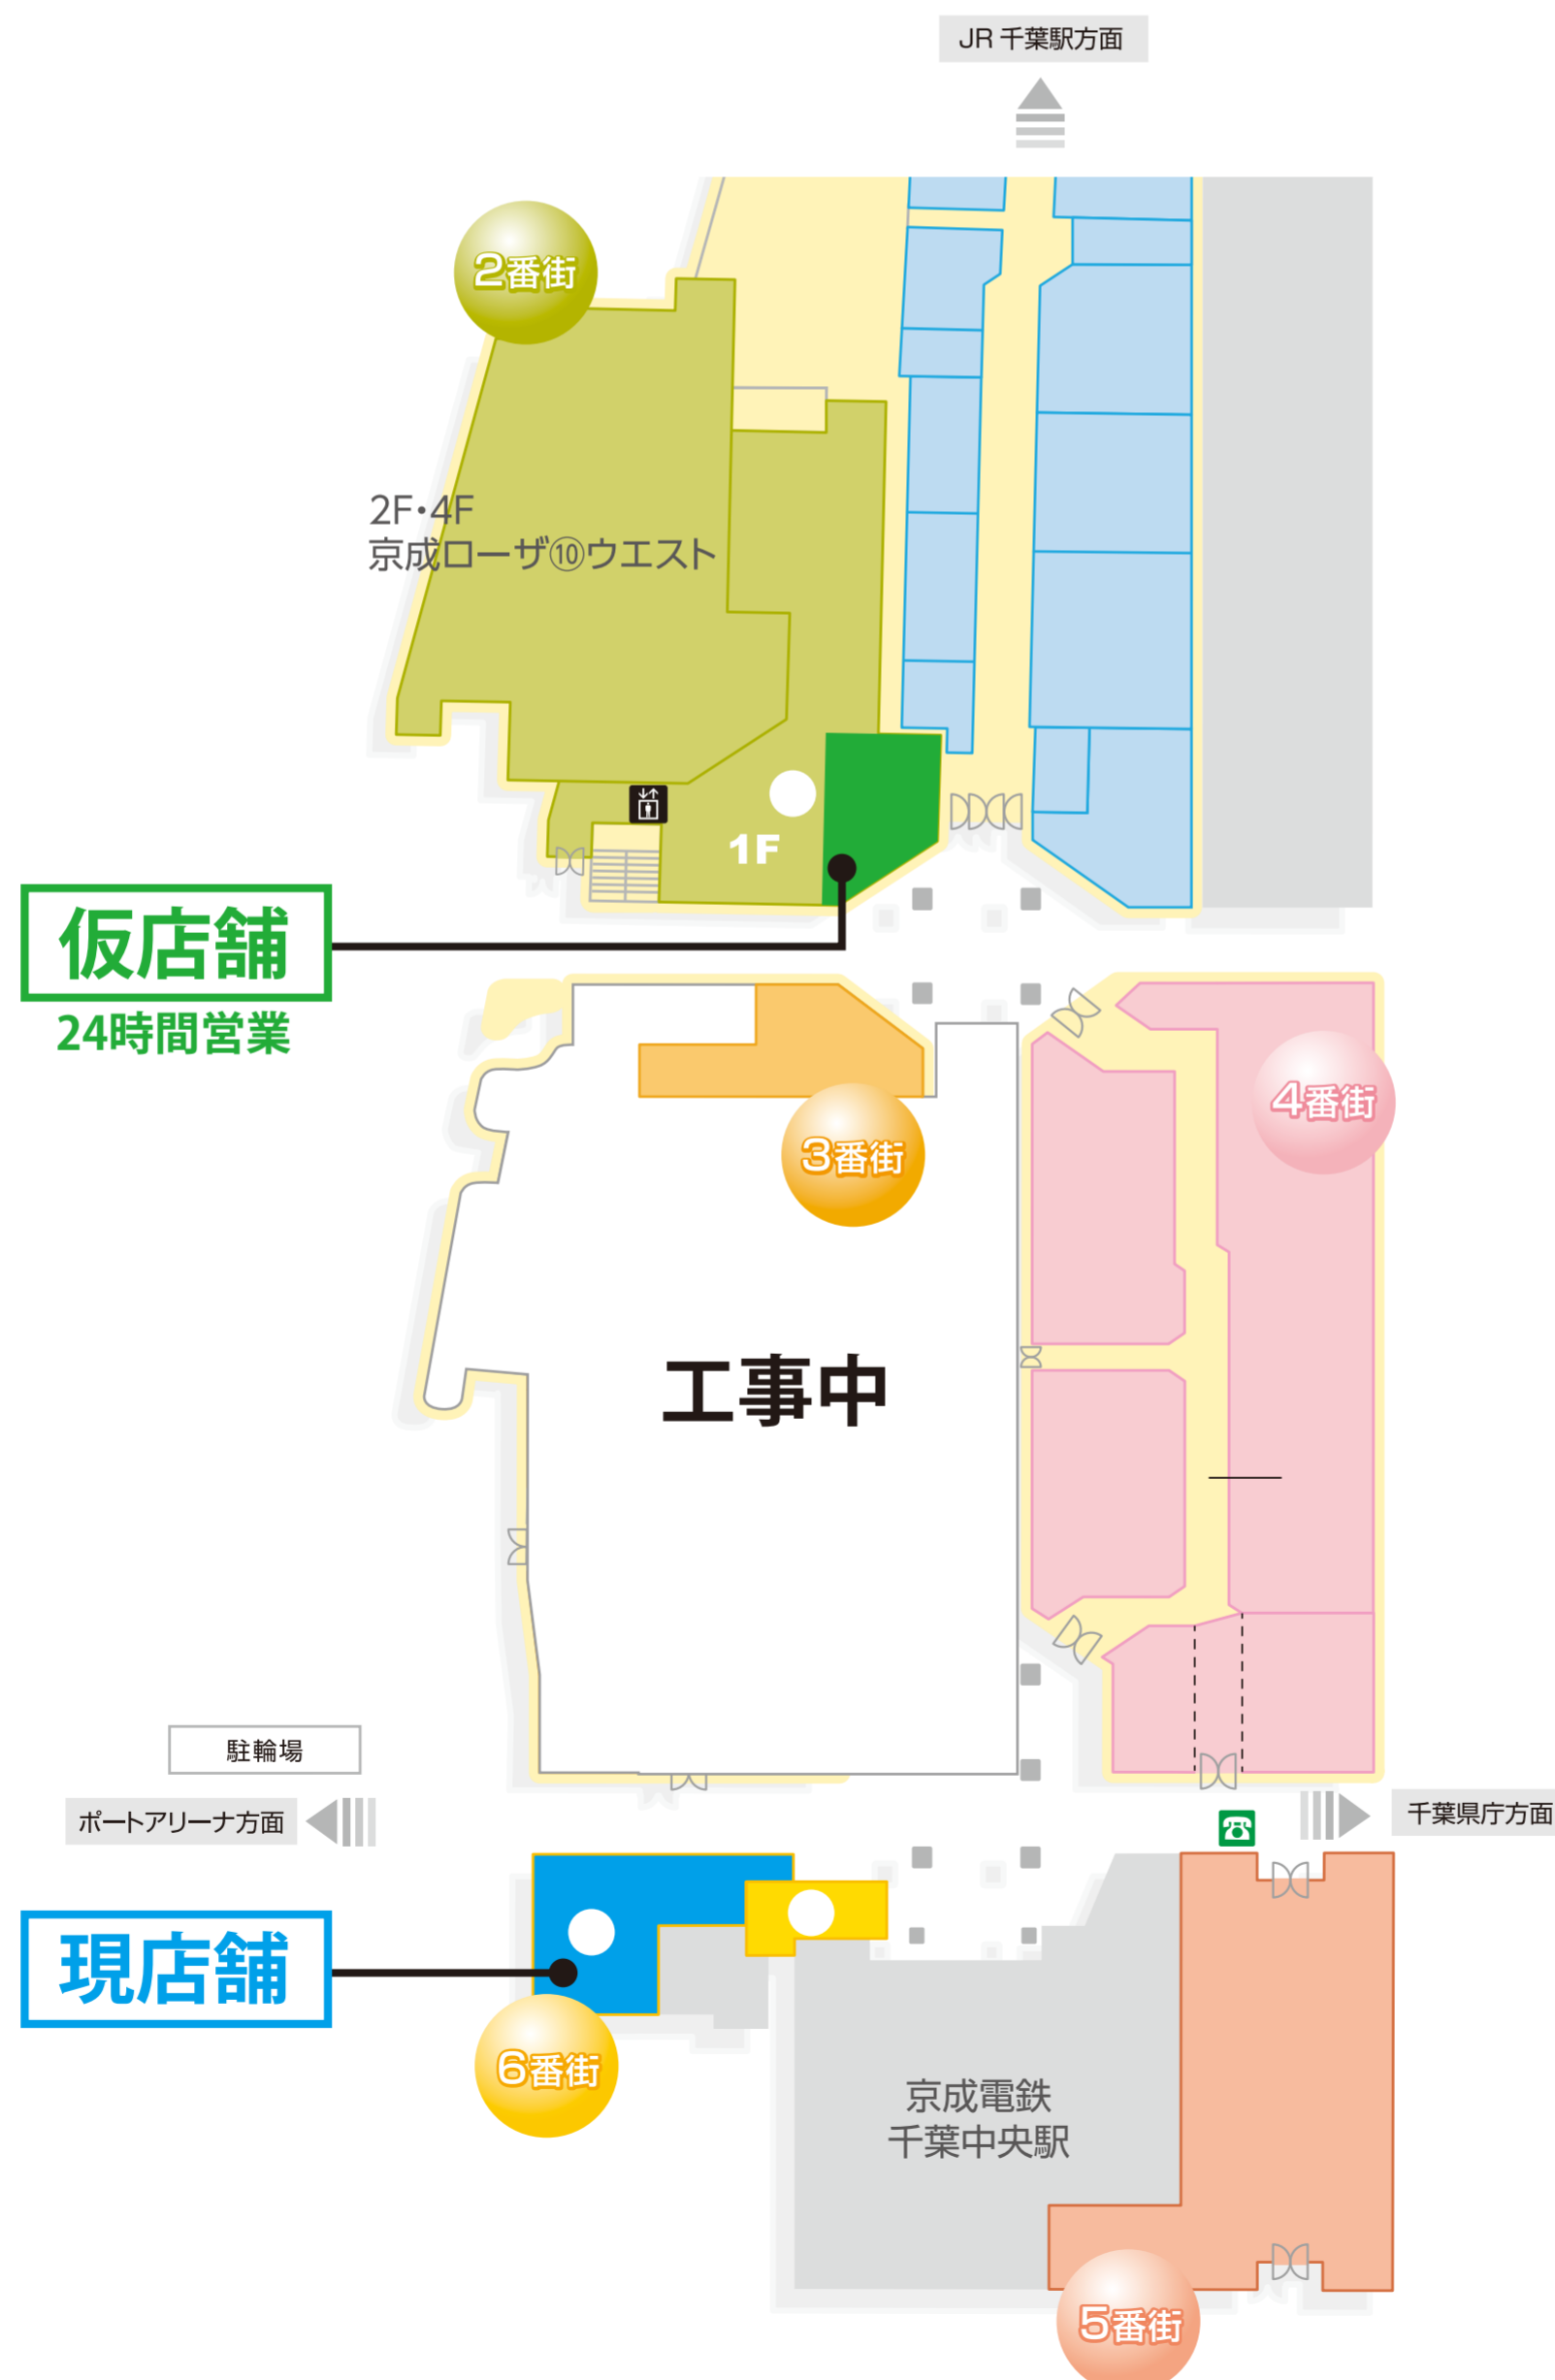 JR 千葉駅方面
2番街
2F・4F
京成ローザ⑩ウエスト
1F
仮店舗
24時間営業
4番街
3番街
工事中
駐輪場
ポートアリーナ方面
千葉県庁方面
現店舗
6番街
京成電鉄
千葉中央駅
5番街